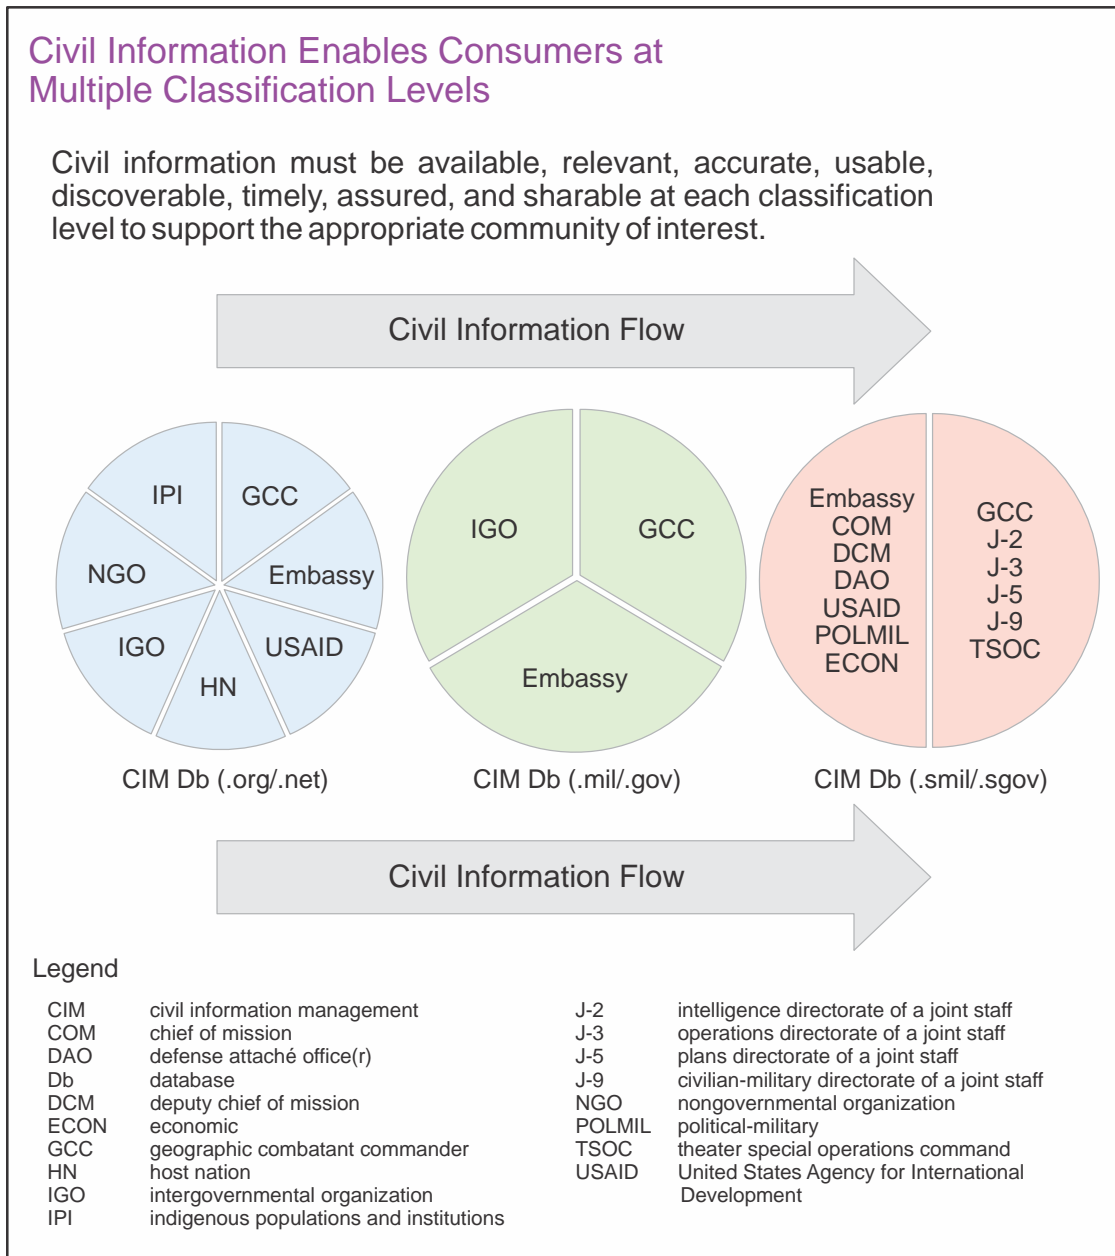 Civil Information Enables Consumers at
Multiple Classification Levels
Civil information must be available, relevant, accurate, usable,
discoverable, timely, assured, and sharable at each classification
level to support the appropriate community of interest.
Civil Information Flow
IPI
GCC
NGO
Embassy
IGO
USAID
HN
CIM Db (.org/.net)
IGO
GCC
Embassy
CIM Db (.mil/.gov)
Embassy
COM
DCM
DAO
USAID
POLMIL
ECON
GCC
J-2
J-3
J-5
J-9
TSOC
CIM Db (.smil/.sgov)
Civil Information Flow
Legend
CIM civil information management
COM chief of mission
DAO defense attaché office(r)
Db database
DCM deputy chief of mission
ECON economic
GCC geographic combatant commander
HN host nation
IGO intergovernmental organization
IPI indigenous populations and institutions
J-2 intelligence directorate of a joint staff
J-3 operations directorate of a joint staff
J-5 plans directorate of a joint staff
J-9 civilian-military directorate of a joint staff
NGO nongovernmental organization
POLMIL political-military
TSOC theater special operations command
USAID United States Agency for International
Development